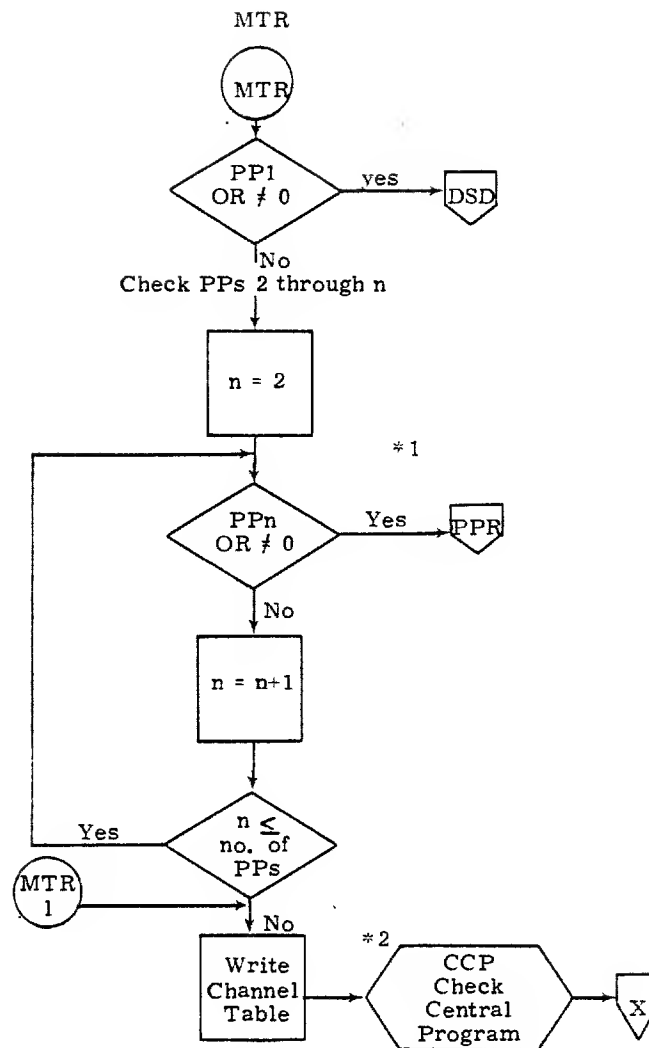 MTR
MTR
PP1
OR ≠ 0
yes
DSD
No
Check PPs 2 through n
n = 2
*1
PPn
OR ≠ 0
Yes
PPR
No
n = n+1
n ≤
no. of
PPs
Yes
MTR
1
No
Write
Channel
Table
*2
CCP
Check
Central
Program
X